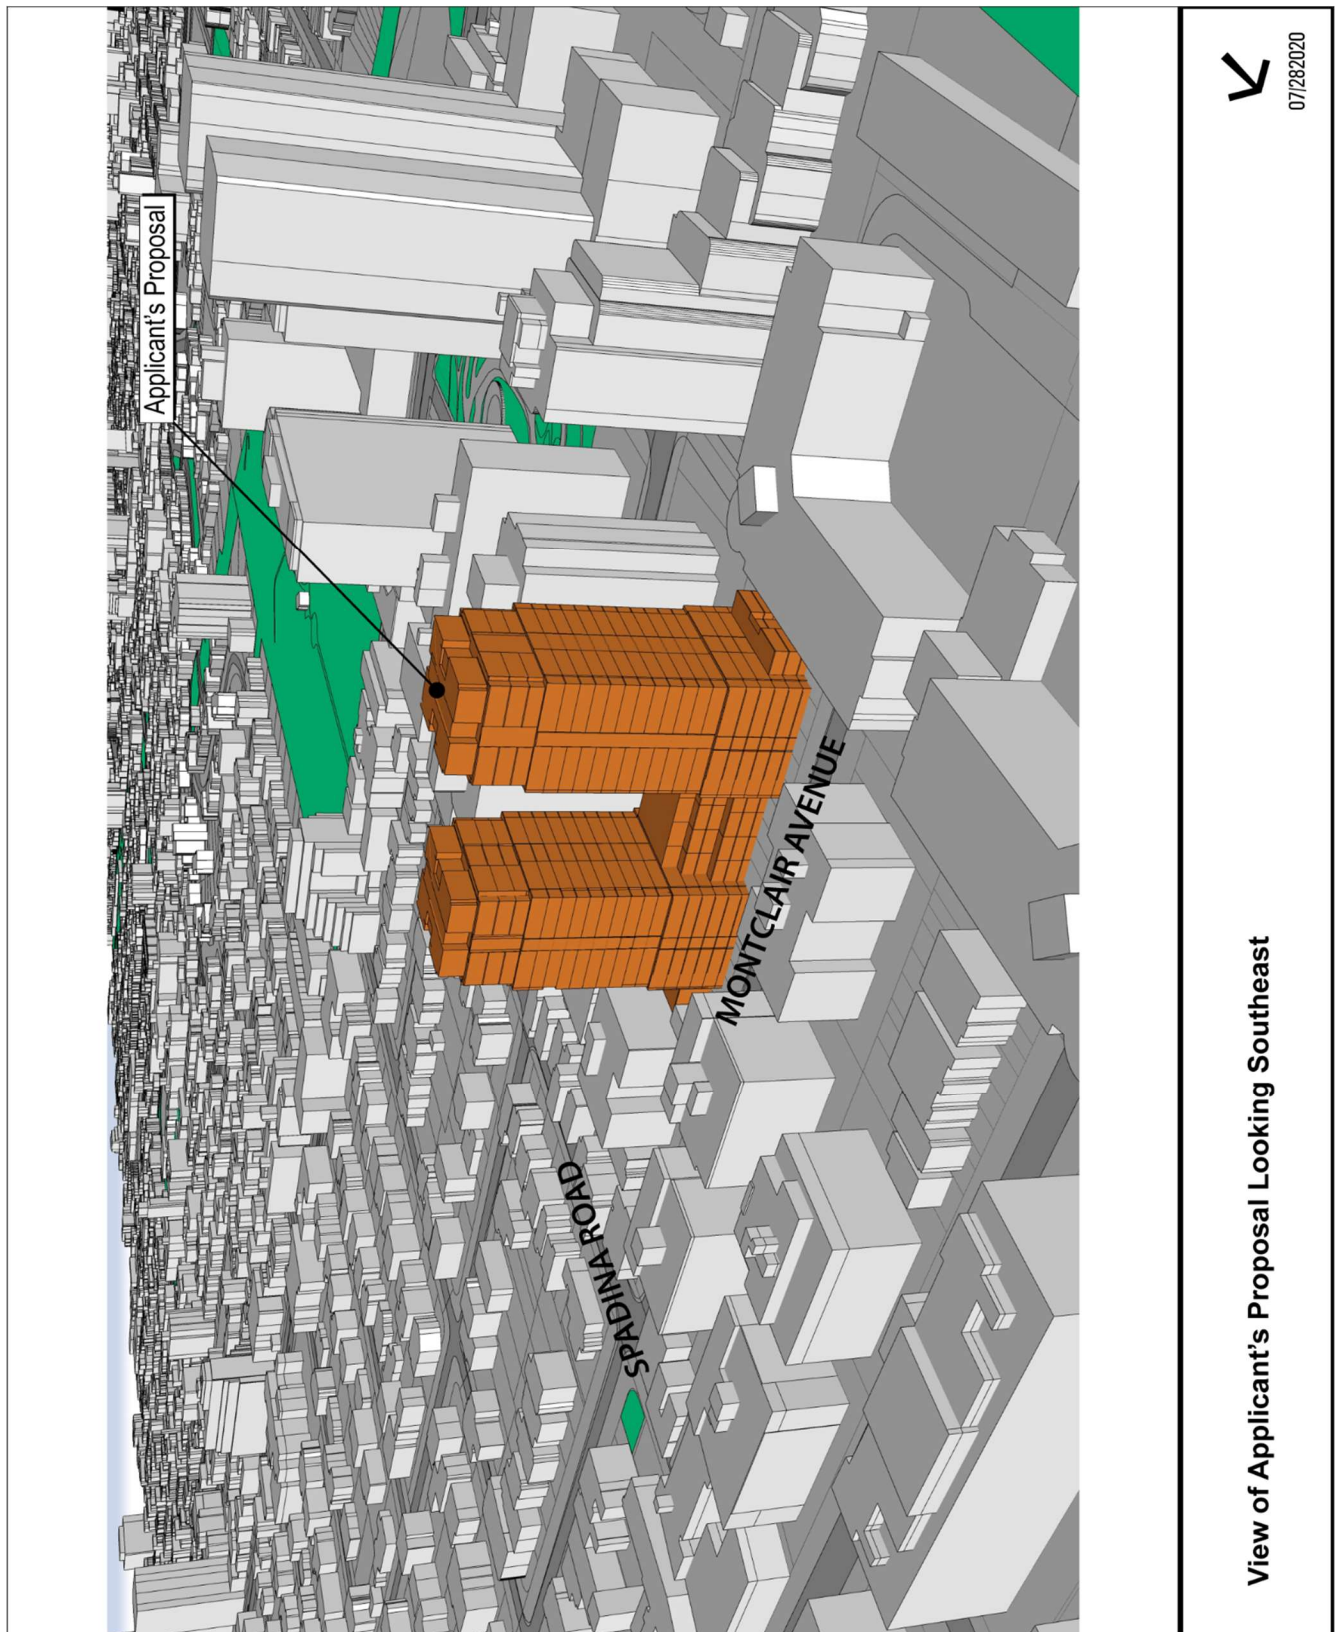 Applicant's Proposal
MONTCLAIR AVENUE
SPADINA ROAD
View of Applicant's Proposal Looking Southeast
07/282020